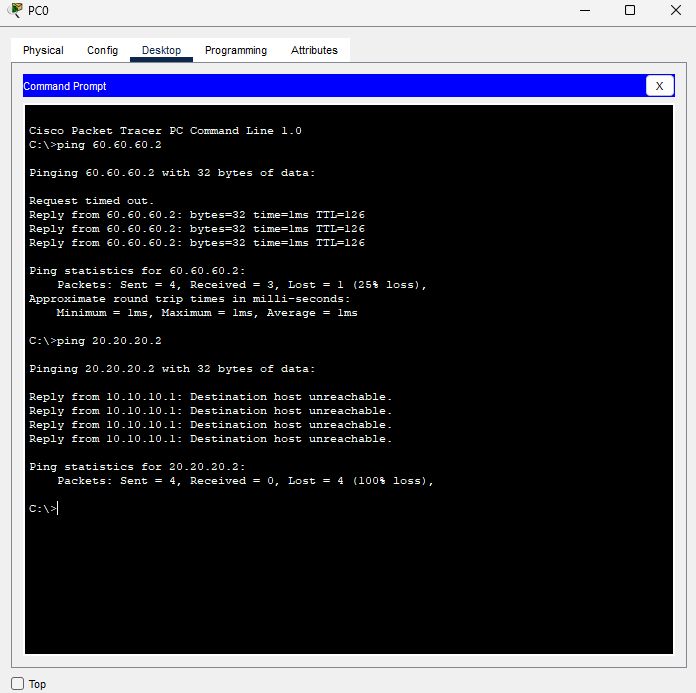 PC0
Physical Config Desktop Programming Attributes
Command Prompt
X
Cisco Packet Tracer PC Command Line 1.0
C:\>ping 60.60.60.2
Pinging 60.60.60.2 with 32 bytes of data:
Request timed out.
Reply from 60.60.60.2: bytes=32 time=1ms TTL=126
Reply from 60.60.60.2: bytes=32 time=1ms TTL=126
Reply from 60.60.60.2: bytes=32 time=1ms TTL=126
Ping statistics for 60.60.60.2:
Packets: Sent = 4, Received = 3, Lost = 1 (25% loss),
Approximate round trip times in milli-seconds:
Minimum = 1ms, Maximum = 1ms, Average = 1ms
C:\>ping 20.20.20.2
Pinging 20.20.20.2 with 32 bytes of data:
Reply from 10.10.10.1: Destination host unreachable.
Reply from 10.10.10.1: Destination host unreachable.
Reply from 10.10.10.1: Destination host unreachable.
Reply from 10.10.10.1: Destination host unreachable.
Ping statistics for 20.20.20.2:
Packets: Sent = 4, Received = 0, Lost = 4 (100% loss),
C:\>
Top